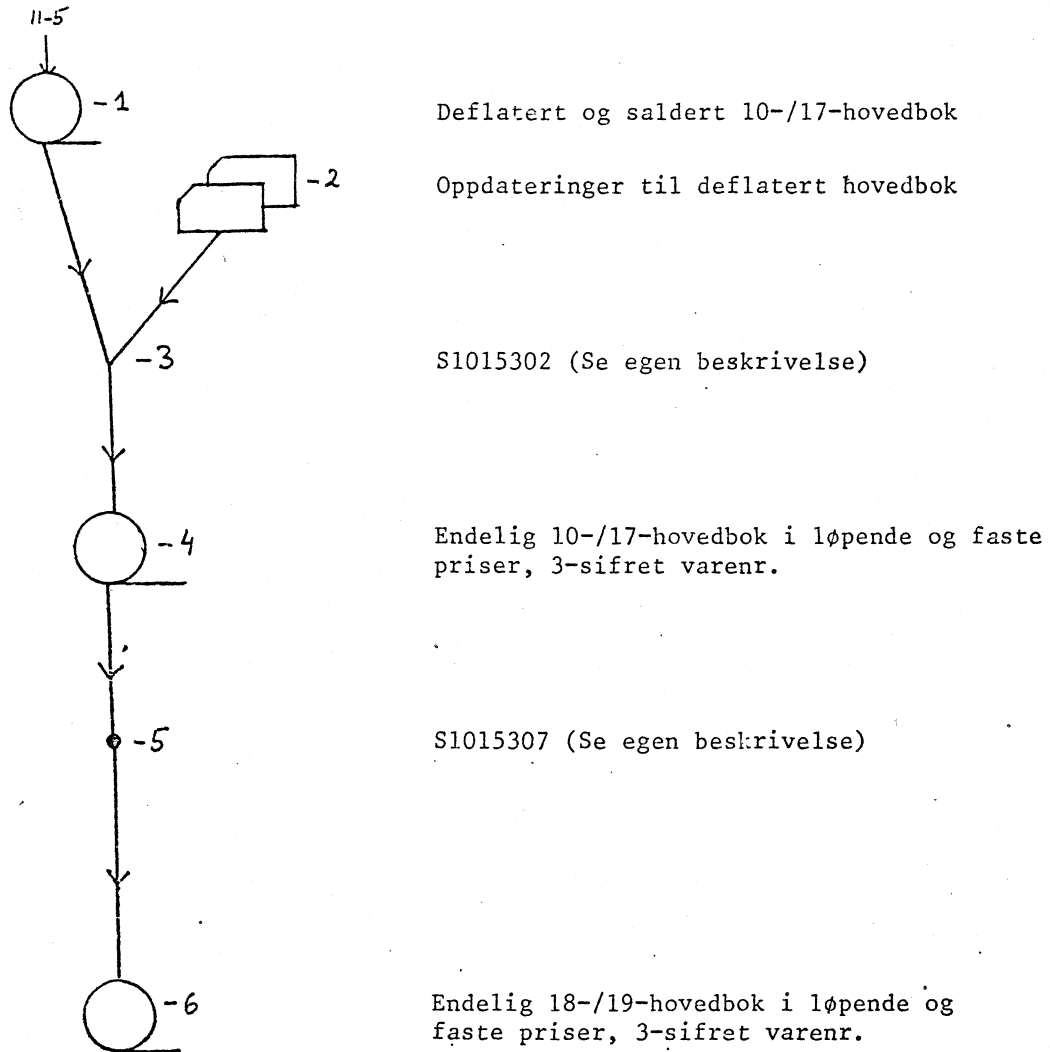 11-5
-1
Deflatert og saldert 10-/17-hovedbok
-2
Oppdateringer til deflatert hovedbok
-3
S1015302 (Se egen beskrivelse)
-4
Endelig 10-/17-hovedbok i løpende og faste
priser, 3-sifret varenr.
-5
S1015307 (Se egen beskrivelse)
-6
Endelig 18-/19-hovedbok i løpende og
faste priser, 3-sifret varenr.